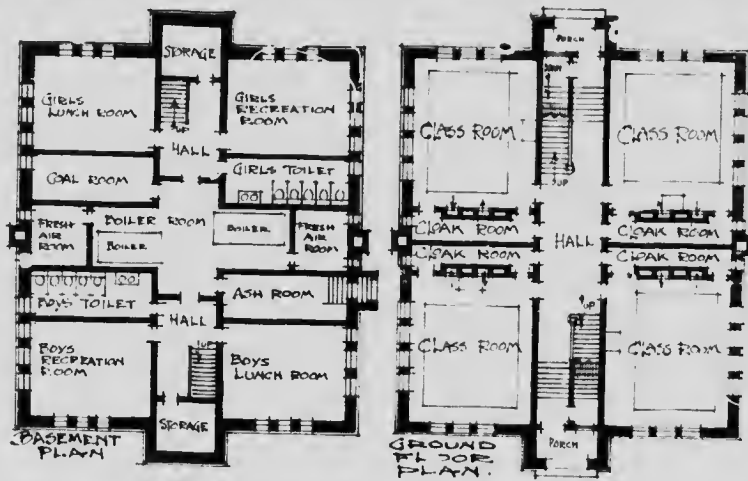 STORAGE
GIRLS
LUNCH ROOM
GIRLS
RECREATION
ROOM
UP
HALL
COAL ROOM
GIRLS TOILET
FRESH
AIR
ROOM
BOILER ROOM
BOILER
BOILER
FRESH
AIR
ROOM
BOYS TOILET
ASH ROOM
HALL
BOYS
RECREATION
ROOM
UP
BOYS
LUNCH ROOM
STORAGE
BASEMENT
PLAN
PORCH
DOWN
CLASS ROOM
CLASS ROOM
UP
CLOAK ROOM
CLOAK ROOM
HALL
CLOAK ROOM
CLOAK ROOM
UP
CLASS ROOM
CLASS ROOM
PORCH
GROUND
FLOOR
PLAN.